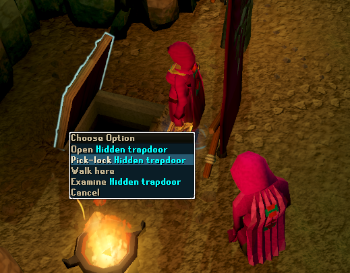 Choose Option
Open Hidden trapdoor
Pick-lock Hidden trapdoor
Walk here
Examine Hidden trapdoor
Cancel